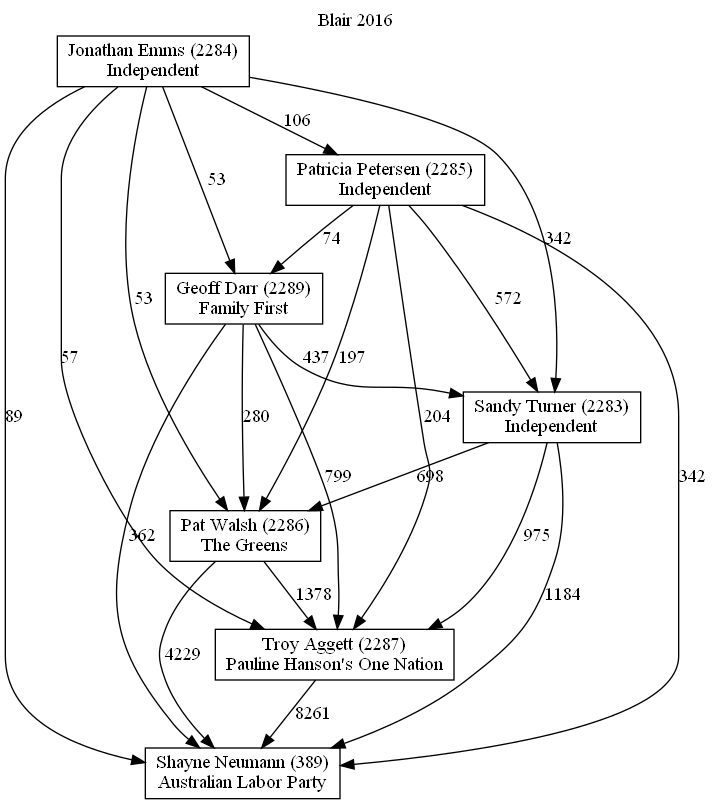 Blair 2016
Jonathan Emms (2284)
Independent
106
Patricia Petersen (2285)
Independent
53
74
342
Geoff Darr (2289)
Family First
53
572
57
437
197
89
280
204
Sandy Turner (2283)
Independent
799
698
342
Pat Walsh (2286)
The Greens
362
975
1378
1184
Troy Aggett (2287)
Pauline Hanson's One Nation
4229
8261
Shayne Neumann (389)
Australian Labor Party